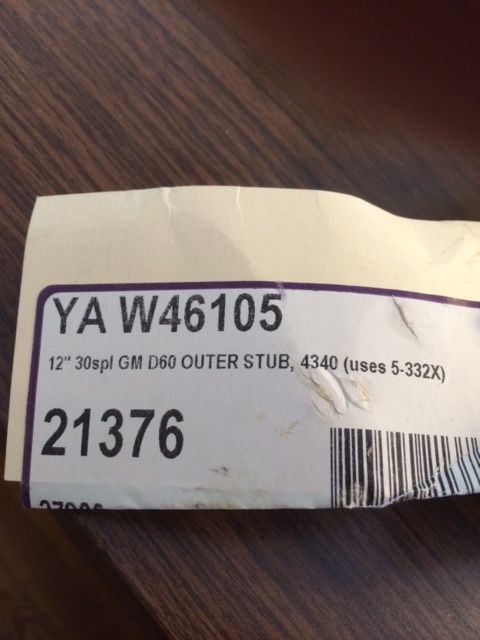 YA W46105
12" 30spl GM D60 OUTER STUB, 4340 (uses 5-332X)
21376